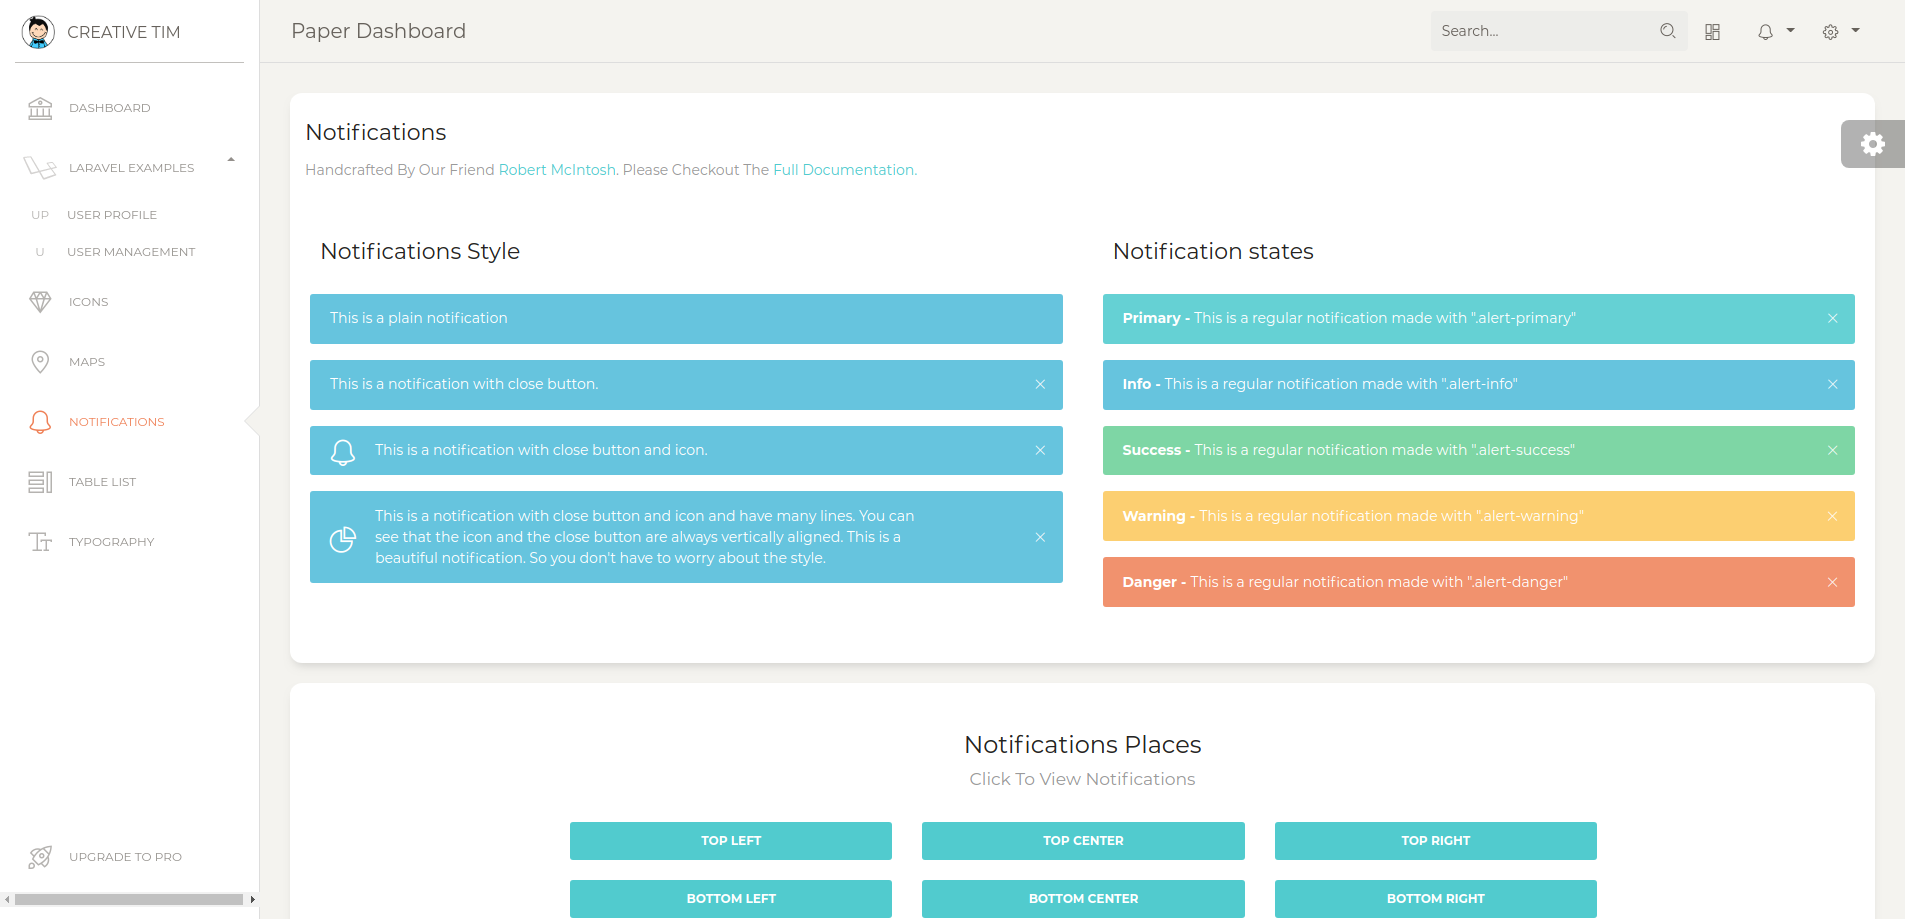 CREATIVE TIM
Paper Dashboard
Search...
DASHBOARD
LARAVEL EXAMPLES
UP USER PROFILE
U USER MANAGEMENT
ICONS
MAPS
NOTIFICATIONS
TABLE LIST
TYPOGRAPHY
UPGRADE TO PRO
Notifications
Handcrafted By Our Friend Robert McIntosh. Please Checkout The Full Documentation.
Notifications Style
This is a plain notification
This is a notification with close button.
This is a notification with close button and icon.
This is a notification with close button and icon and have many lines. You can
see that the icon and the close button are always vertically aligned. This is a
beautiful notification. So you don't have to worry about the style.
Notification states
Primary - This is a regular notification made with ".alert-primary"
Info - This is a regular notification made with ".alert-info"
Success - This is a regular notification made with ".alert-success"
Warning - This is a regular notification made with ".alert-warning"
Danger - This is a regular notification made with ".alert-danger"
Notifications Places
Click To View Notifications
TOP LEFT
TOP CENTER
TOP RIGHT
BOTTOM LEFT
BOTTOM CENTER
BOTTOM RIGHT